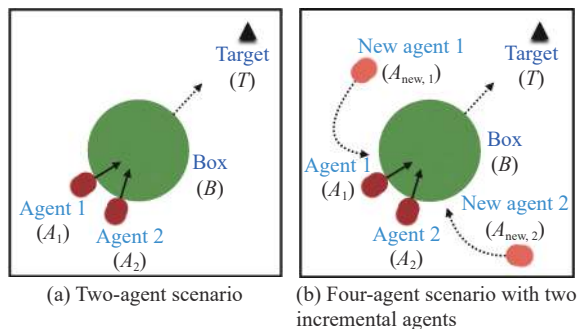 Target
(T)
Box
(B)
Agent 1
(A1)
Agent 2
(A2)
(a) Two-agent scenario
New agent 1
(Anew, 1)
Target
(T)
Box
(B)
Agent 1
(A1)
New agent 2
(Anew, 2)
Agent 2
(A2)
(b) Four-agent scenario with two
incremental agents